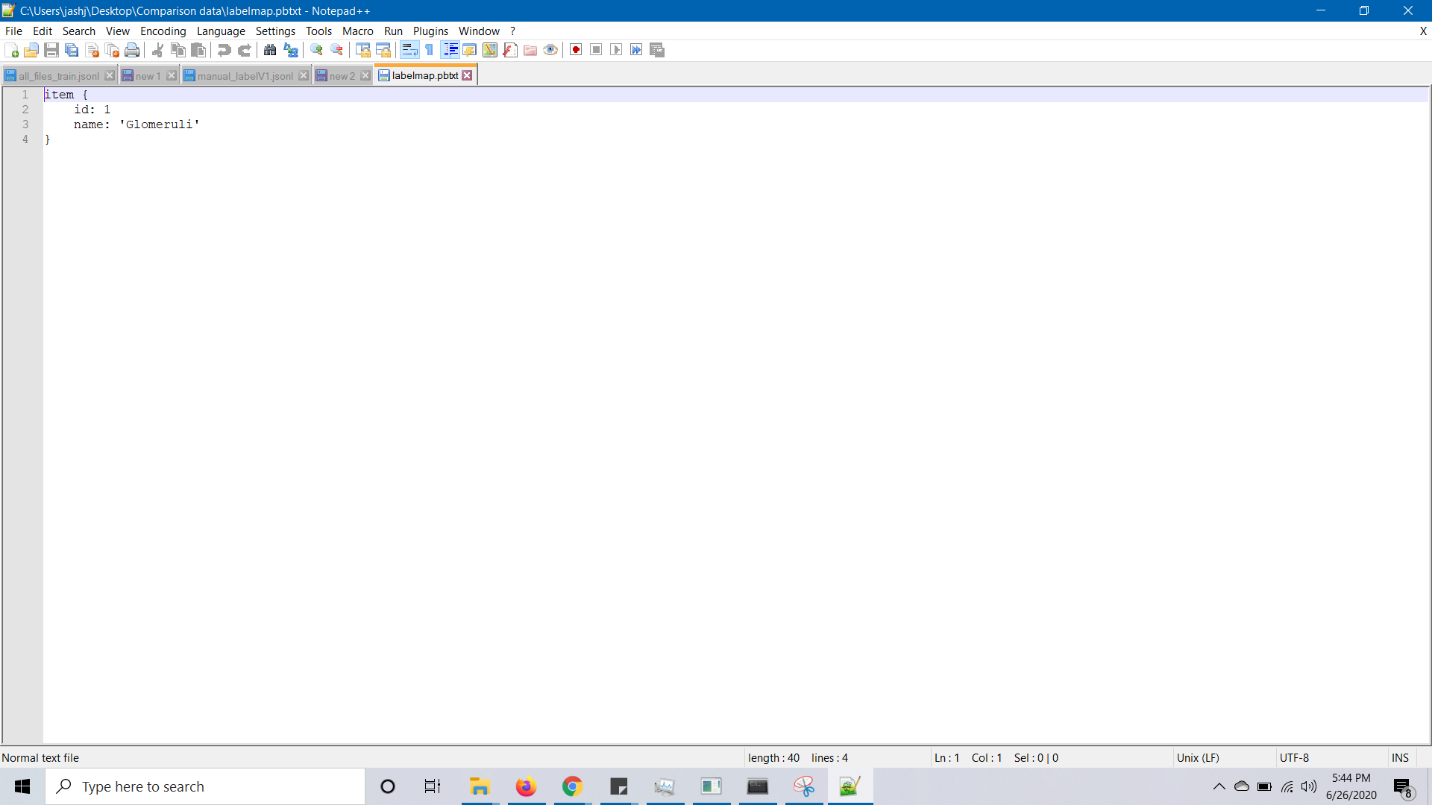 C:\Users\jashj\Desktop\Comparison data\labelmap.pbtxt - Notepad++
File Edit Search View Encoding Language Settings Tools Macro Run Plugins Window ? X
all_files_train.jsonl new 1 manual_labelV1.jsonl new 2 labelmap.pbtxt
1 item {
2 id: 1
3 name: 'Glomeruli'
4 }
Normal text file length : 40 lines : 4 Ln : 1 Col : 1 Sel : 0 | 0 Unix (LF) UTF-8 INS
Type here to search
5:44 PM
6/26/2020
8